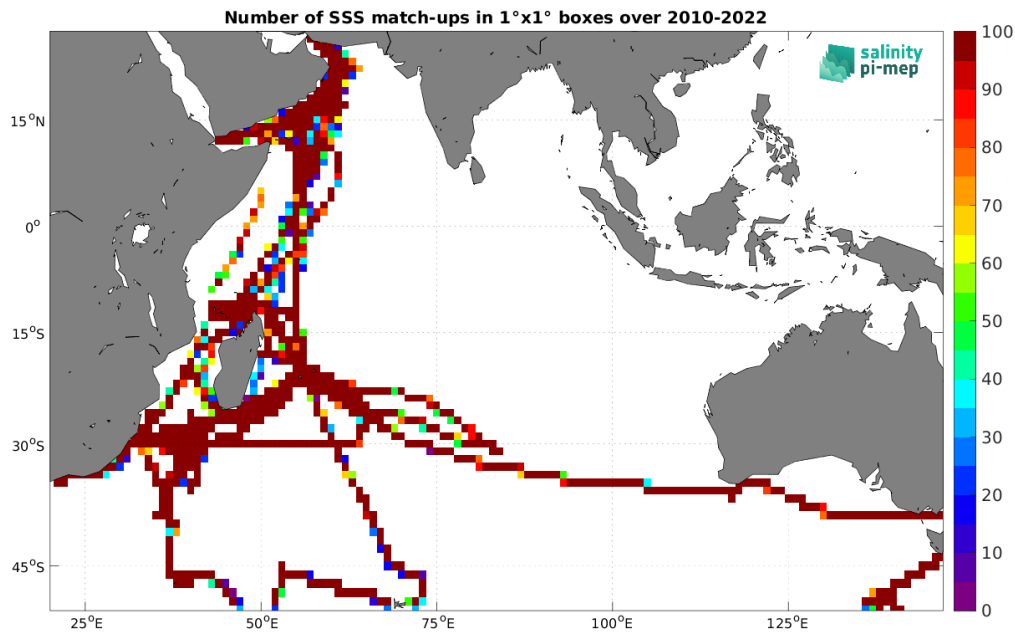 Number of SSS match-ups in 1°x1° boxes over 2010-2022
salinity
pi-mep
15°N
0°
15°S
30°S
45°S
25°E
50°E
75°E
100°E
125°E
100
90
80
70
60
50
40
30
20
10
0